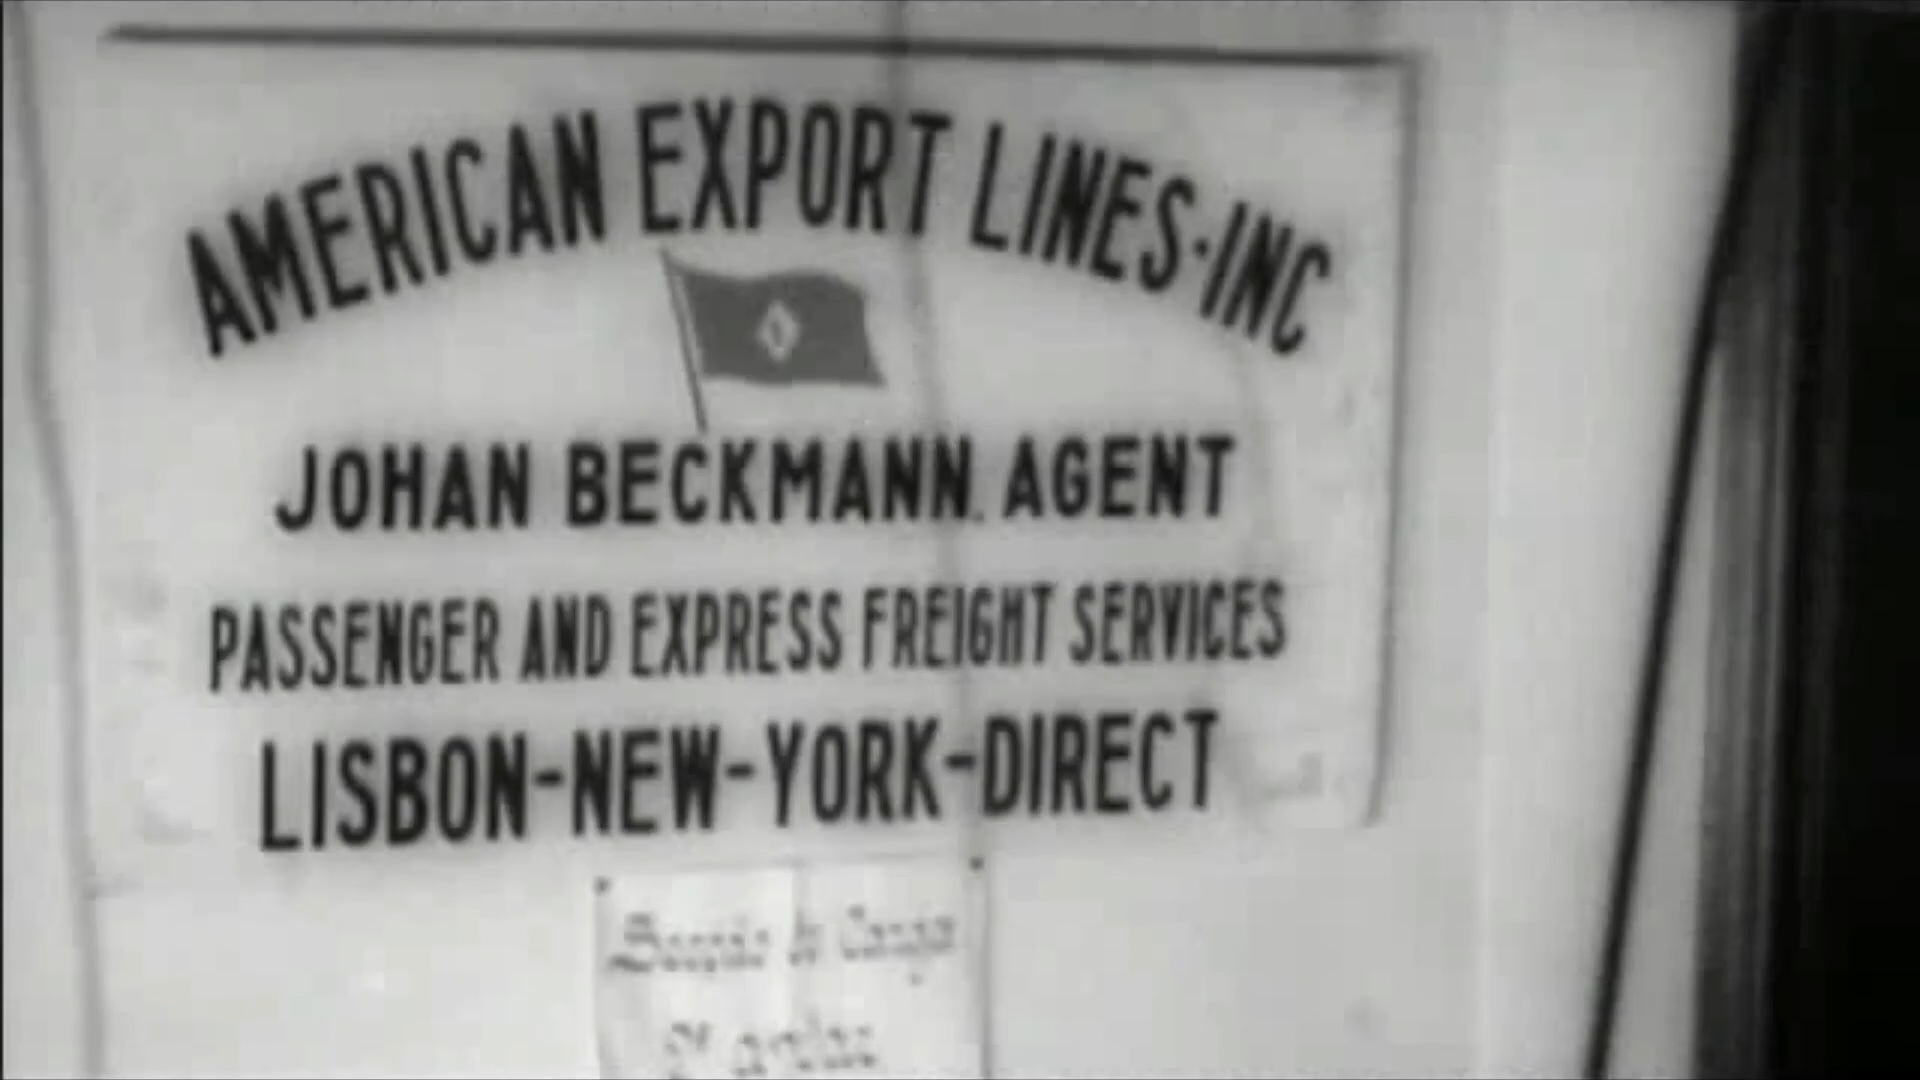 AMERICAN EXPORT LINES·INC
JOHAN BECKMANN. AGENT
PASSENGER AND EXPRESS FREIGHT SERVICES
LISBON-NEW-YORK-DIRECT